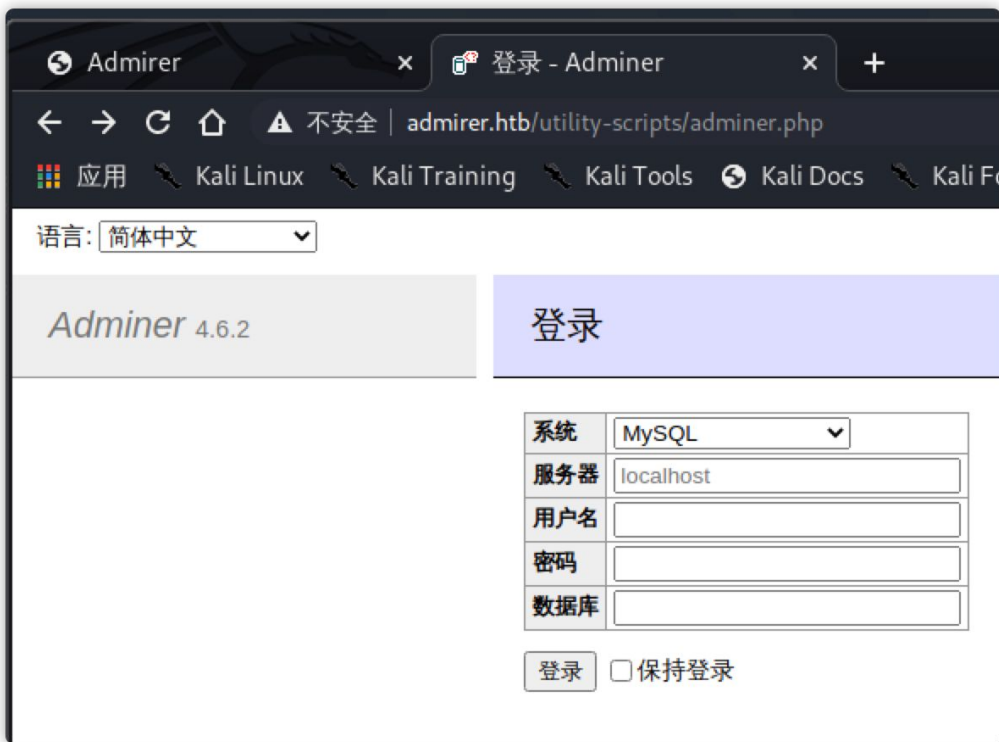 Admirer × 登录 - Adminer × +
不安全 | admirer.htb/utility-scripts/adminer.php
应用 Kali Linux Kali Training Kali Tools Kali Docs Kali Fo
语言: 简体中文
Adminer 4.6.2
登录
系统 MySQL
服务器 localhost
用户名
密码
数据库
登录 保持登录